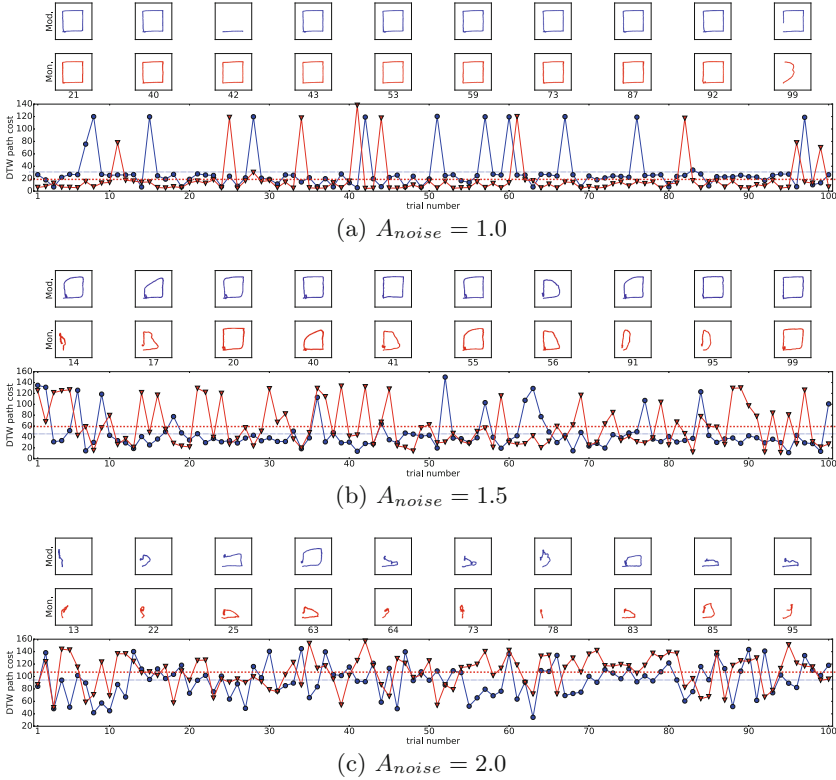 Mod.
Mon.
21 40 42 43 53 59 73 87 92 99
DTW path cost
140
120
100
80
60
40
20
0
1 10 20 30 40 50 60 70 80 90 100
trial number
(a) A_noise = 1.0
Mod.
Mon.
14 17 20 40 41 55 56 91 95 99
DTW path cost
160
140
120
100
80
60
40
20
0
1 10 20 30 40 50 60 70 80 90 100
trial number
(b) A_noise = 1.5
Mod.
Mon.
13 22 25 63 64 73 78 83 85 95
DTW path cost
160
140
120
100
80
60
40
20
1 10 20 30 40 50 60 70 80 90 100
trial number
(c) A_noise = 2.0